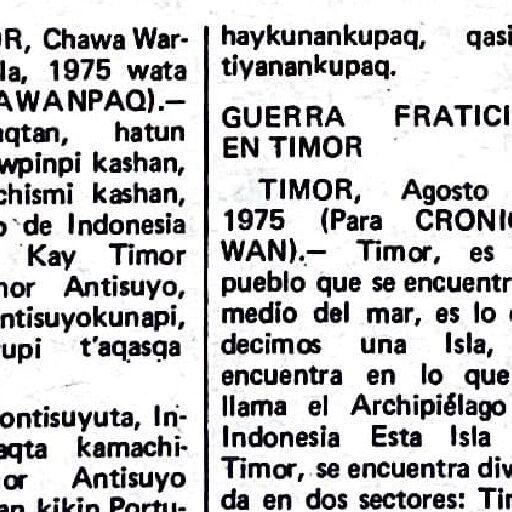 OR, Chawa War-
la, 1975 wata
AWANPAQ).—
aqtan, hatun
wpinpi kashan,
chismi kashan,
o de Indonesia
Kay Timor
mor Antisuyo,
ntisuyokunapi,
upi t'aqasqa
ontisuyuta, In-
aqta kamachi-
or Antisuyo
an kikin Portu-
haykunankupaq, qasi
tiyanankupaq.
GUERRA FRATICI
EN TIMOR
TIMOR, Agosto
1975 (Para CRONIC
WAN).— Timor, es
pueblo que se encuentr
medio del mar, es lo
decimos una Isla,
encuentra en lo que
llama el Archipiélago
Indonesia Esta Isla
Timor, se encuentra div
da en dos sectores: Tim